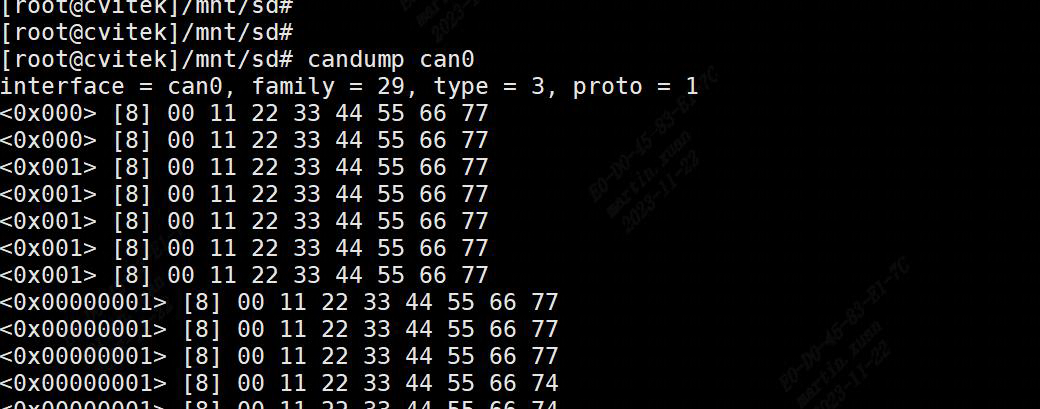 [root@cvitek]/mnt/sd#
[root@cvitek]/mnt/sd#
[root@cvitek]/mnt/sd# candump can0
interface = can0, family = 29, type = 3, proto = 1
<0x000> [8] 00 11 22 33 44 55 66 77
<0x000> [8] 00 11 22 33 44 55 66 77
<0x001> [8] 00 11 22 33 44 55 66 77
<0x001> [8] 00 11 22 33 44 55 66 77
<0x001> [8] 00 11 22 33 44 55 66 77
<0x001> [8] 00 11 22 33 44 55 66 77
<0x001> [8] 00 11 22 33 44 55 66 77
<0x00000001> [8] 00 11 22 33 44 55 66 77
<0x00000001> [8] 00 11 22 33 44 55 66 77
<0x00000001> [8] 00 11 22 33 44 55 66 77
<0x00000001> [8] 00 11 22 33 44 55 66 74
<0x00000001> [8] 00 11 22 33 44 55 66 74
E0-D0-45-83-E1-7C
martin.xuan
2023-11-22
E0-D0-45-83-E1-7C
martin.xuan
2023-11-22